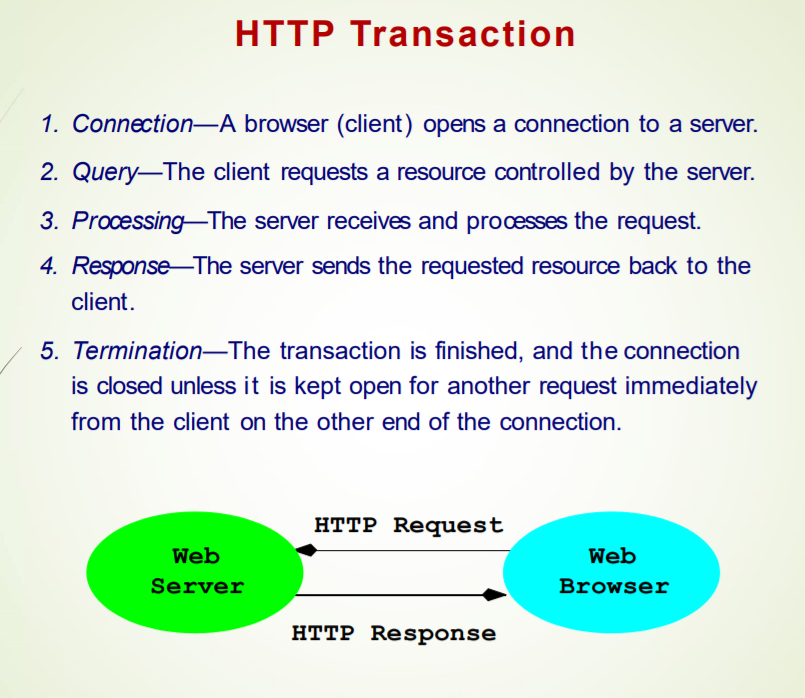 HTTP Transaction
1. Connection—A browser (client) opens a connection to a server.
2. Query—The client requests a resource controlled by the server.
3. Processing—The server receives and processes the request.
4. Response—The server sends the requested resource back to the
client.
5. Termination—The transaction is finished, and the connection
is closed unless it is kept open for another request immediately
from the client on the other end of the connection.
HTTP Request
Web
Server
Web
Browser
HTTP Response